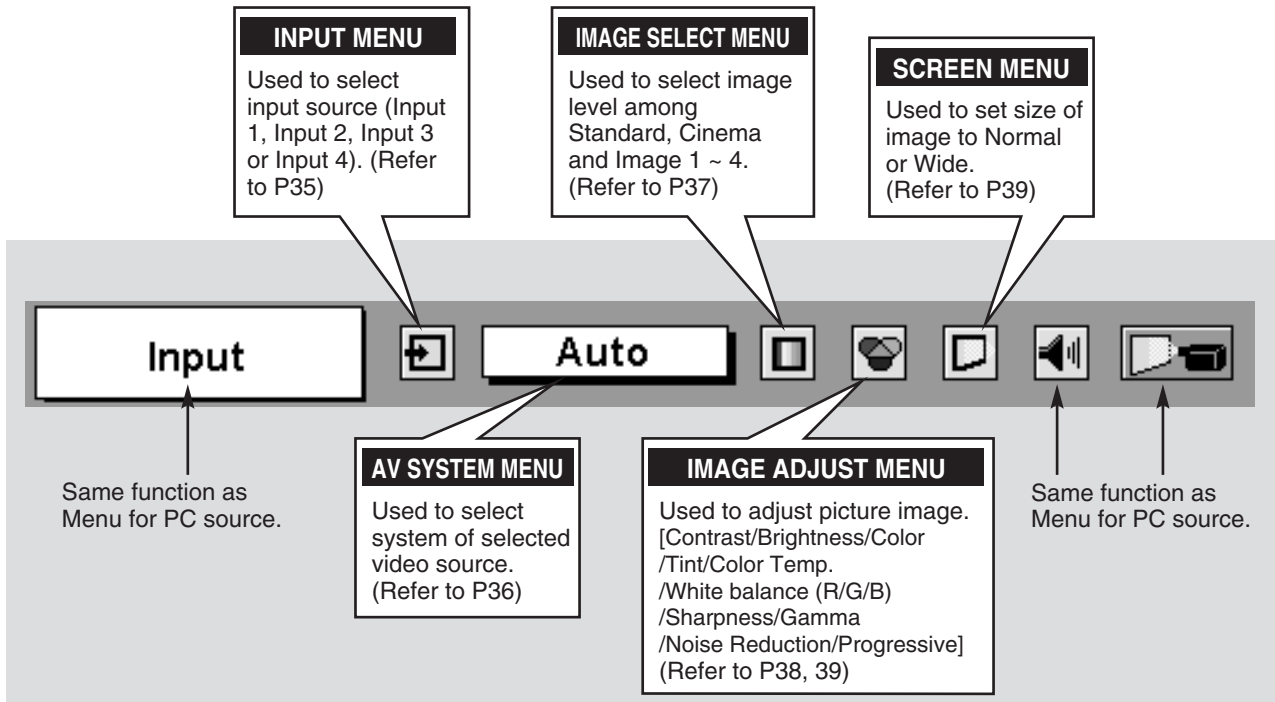 INPUT MENU
Used to select
input source (Input
1, Input 2, Input 3
or Input 4). (Refer
to P35)
IMAGE SELECT MENU
Used to select image
level among
Standard, Cinema
and Image 1 ~ 4.
(Refer to P37)
SCREEN MENU
Used to set size of
image to Normal
or Wide.
(Refer to P39)
Input
Auto
Same function as
Menu for PC source.
AV SYSTEM MENU
Used to select
system of selected
video source.
(Refer to P36)
IMAGE ADJUST MENU
Used to adjust picture image.
[Contrast/Brightness/Color
/Tint/Color Temp.
/White balance (R/G/B)
/Sharpness/Gamma
/Noise Reduction/Progressive]
(Refer to P38, 39)
Same function as
Menu for PC source.